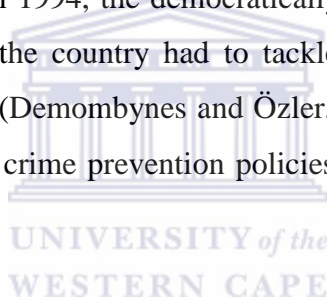 f 1994, the democratically
the country had to tackle
(Demombynes and Özler,
crime prevention policies
UNIVERSITY of the
WESTERN CAPE